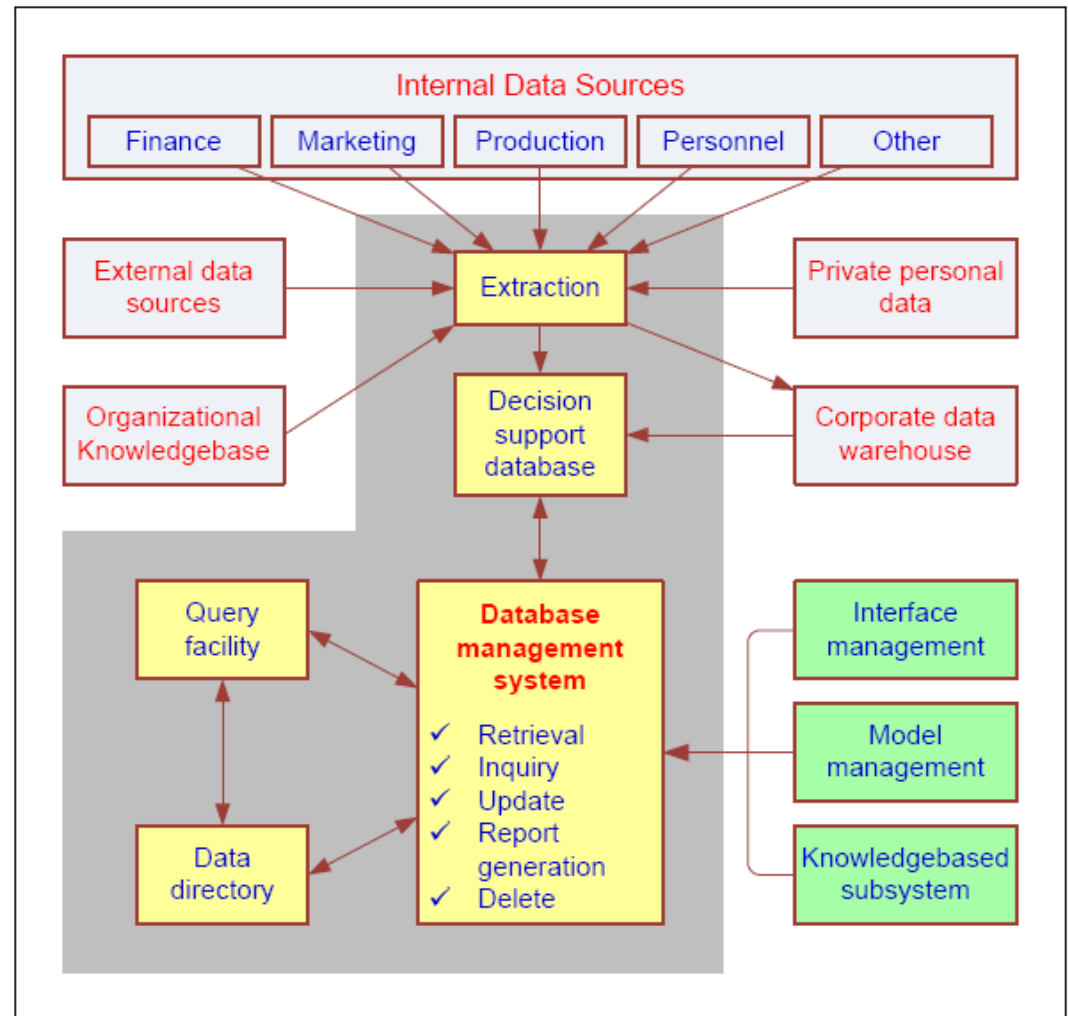 Internal Data Sources
Finance
Marketing
Production
Personnel
Other
External data
sources
Extraction
Private personal
data
Organizational
Knowledgebase
Decision
support
database
Corporate data
warehouse
Query
facility
Database
management
system
✓ Retrieval
✓ Inquiry
✓ Update
✓ Report
generation
✓ Delete
Data
directory
Interface
management
Model
management
Knowledgebased
subsystem